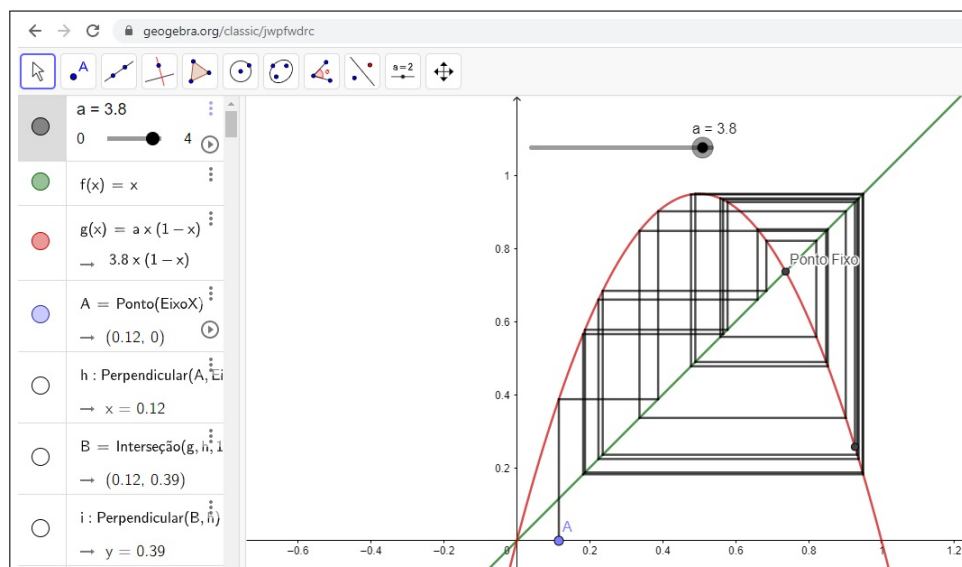 geogebra.org/classic/jwpfwdrc
A
a=2
a = 3.8
0 4
f(x) = x
g(x) = a x (1 − x)
→ 3.8 x (1 − x)
A = Ponto(EixoX)
→ (0.12, 0)
h : Perpendicular(A, Ei
→ x = 0.12
B = Interseção(g, h, 1
→ (0.12, 0.39)
i : Perpendicular(B, h)
→ y = 0.39
a = 3.8
1
0.8
Ponto Fixo
0.6
0.4
0.2
A
−0.6 −0.4 −0.2 0 0.2 0.4 0.6 0.8 1 1.2